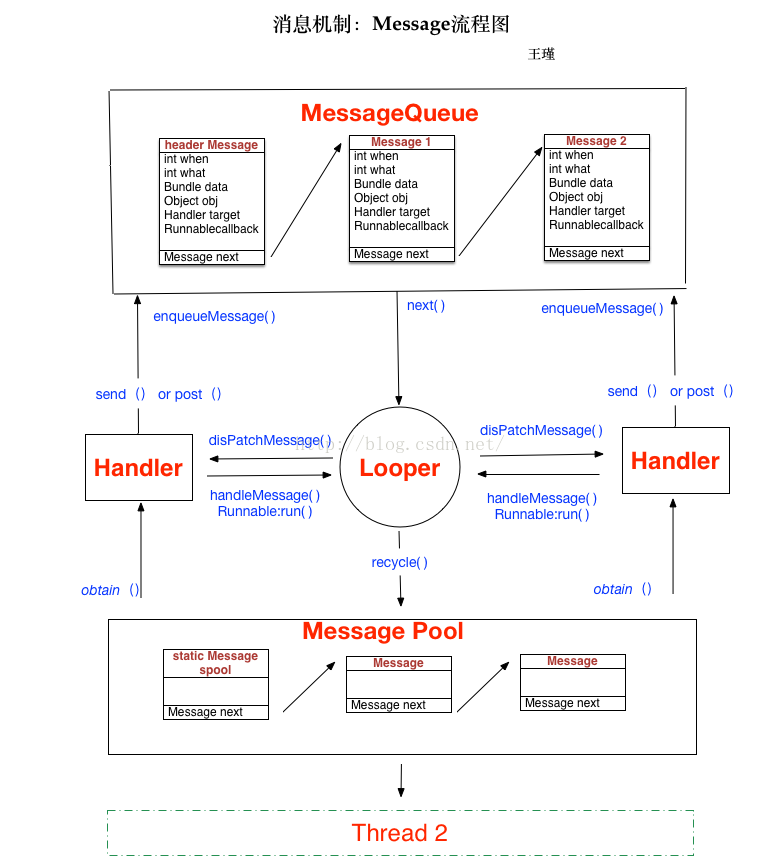 消息机制：Message流程图
王瑾
MessageQueue
header Message
int when
int what
Bundle data
Object obj
Handler target
Runnablecallback
Message next
Message 1
int when
int what
Bundle data
Object obj
Handler target
Runnablecallback
Message next
Message 2
int when
int what
Bundle data
Object obj
Handler target
Runnablecallback
Message next
enqueueMessage( )
next( )
enqueueMessage( )
send（） or post（）
send（） or post（）
disPatchMessage( )
http://blog.csdn.net/
disPatchMessage( )
Handler
Looper
Handler
handleMessage( )
Runnable:run( )
handleMessage( )
Runnable:run( )
recycle( )
obtain（）
obtain（）
Message Pool
static Message
spool
Message next
Message
Message next
Message
Message next
Thread 2